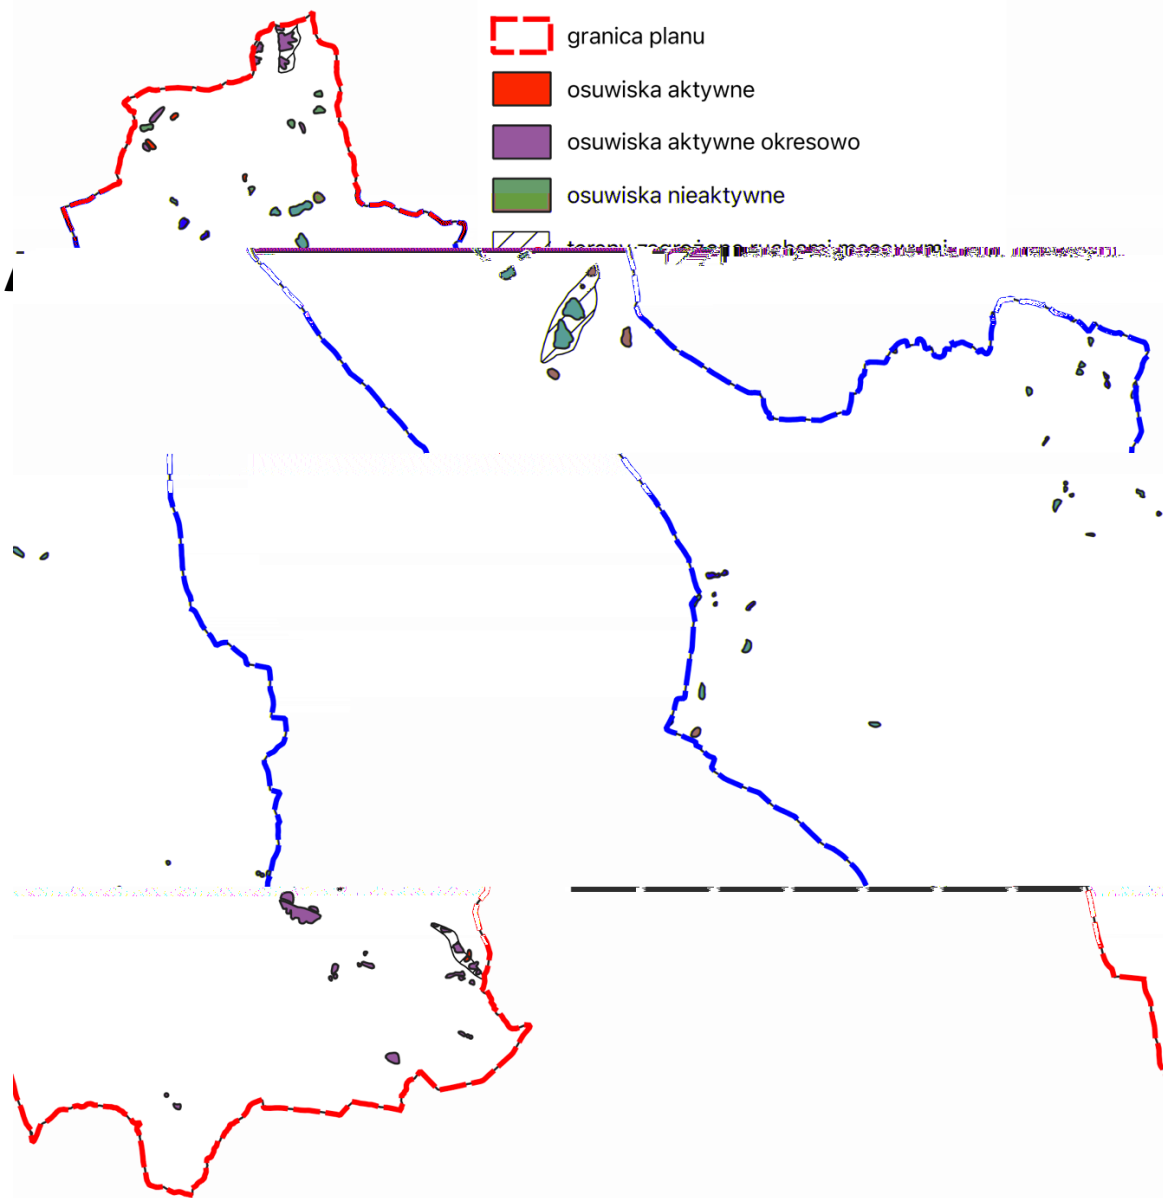 granica planu
osuwiska aktywne
osuwiska aktywne okresowo
osuwiska nieaktywne